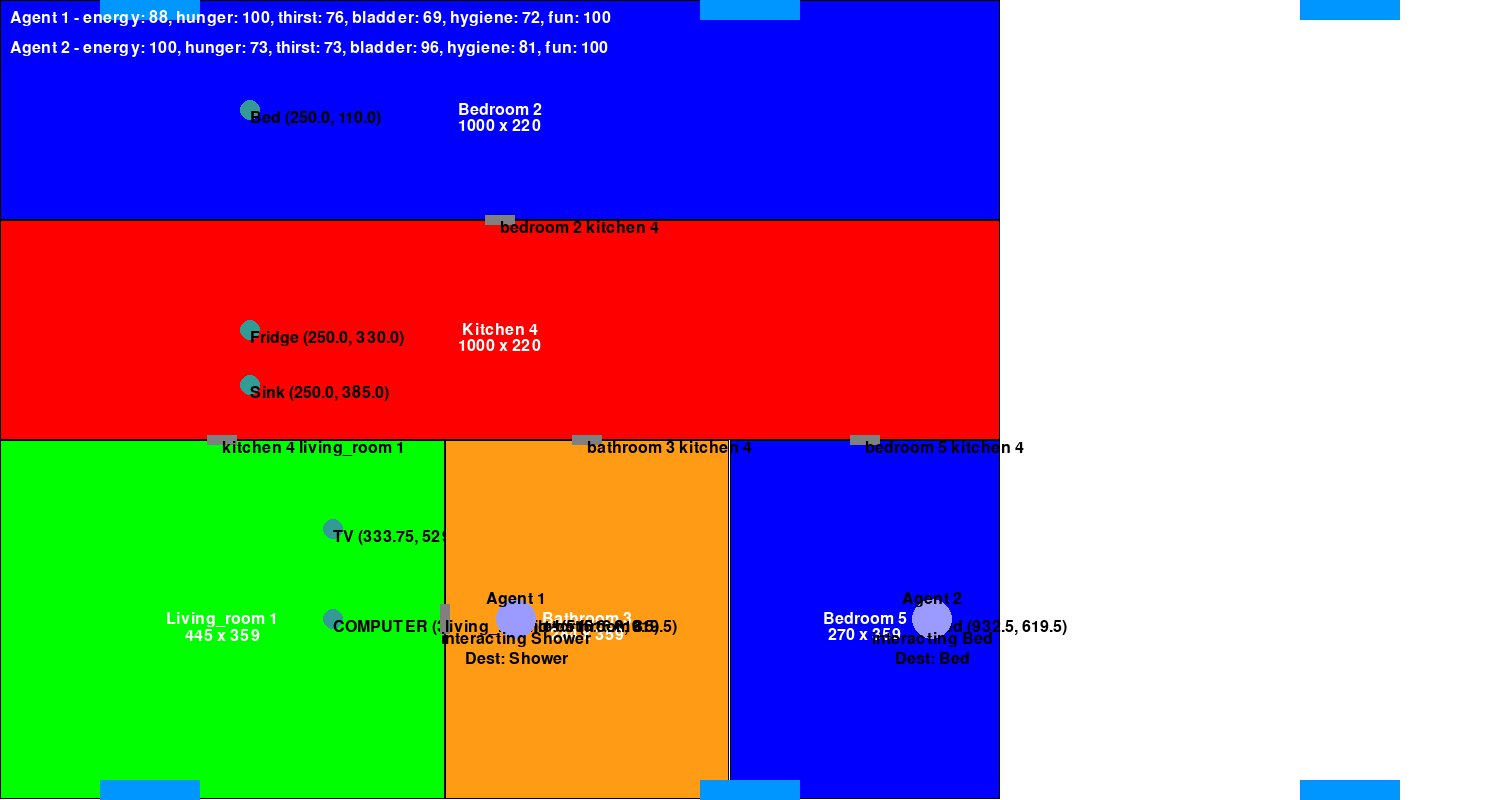 Agent 1 - energy: 88, hunger: 100, thirst: 76, bladder: 69, hygiene: 72, fun: 100
Agent 2 - energy: 100, hunger: 73, thirst: 73, bladder: 96, hygiene: 81, fun: 100
Bedroom 2
1000 x 220
Bed (250.0, 110.0)
bedroom 2 kitchen 4
Kitchen 4
1000 x 220
Fridge (250.0, 330.0)
Sink (250.0, 385.0)
kitchen 4 living_room 1
bathroom 3 kitchen 4
bedroom 5 kitchen 4
TV (333.75, 52
Living_room 1
445 x 359
COMPUTER
Agent 1
Bathroom 3
359
Interacting Shower
Dest: Shower
Agent 2
Bedroom 5
270 x 359
(932.5, 619.5)
Interacting Bed
Dest: Bed